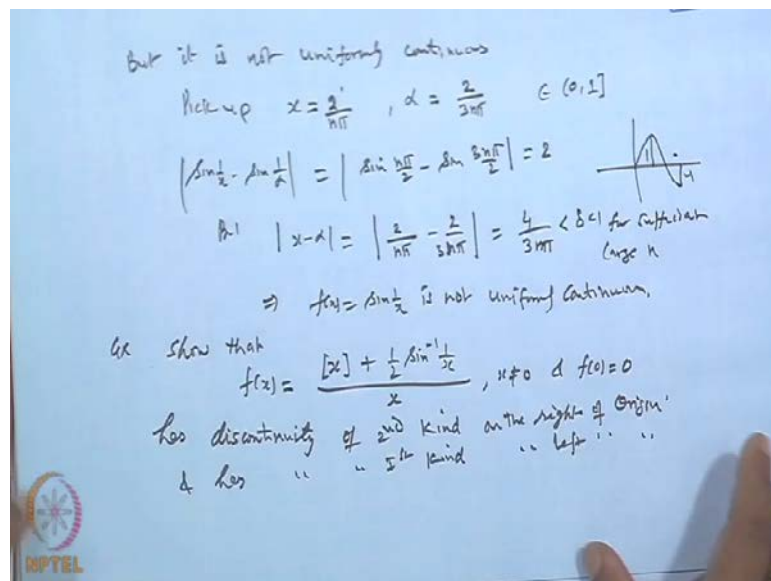 But it is not uniformly continuous
Pick up x = 2/nπ , α = 2/3nπ ∈ (0,1]
|sin 1/x - sin 1/α| = |sin nπ/2 - sin 3nπ/2| = 2
But |x-α| = |2/nπ - 2/3nπ| = 4/3nπ < δ<1 for sufficient
large n
⇒ f(x) = sin 1/x is not uniformly continuous.
show that
f(x) = ([x] + 1/2 sin⁻¹ 1/x)/x , x≠0 & f(0)=0
has discontinuity of 2nd kind on the right of Origin
& has " " Ist kind " left " "
NPTEL